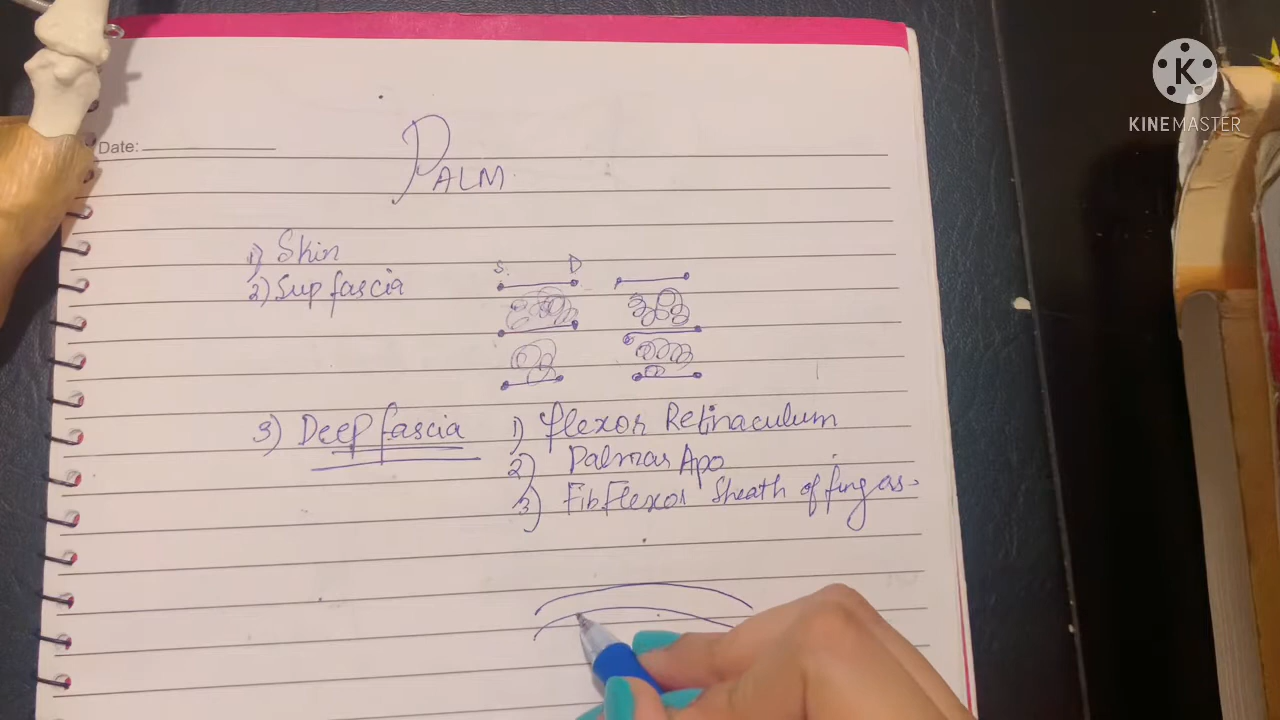 K
KINEMASTER
Date:
PALM
1) Skin
2) Sup fascia
S. D
3) Deep fascia
1) flexor Retinaculum
2) Palmar Apo
3) Fib Flexor Sheath of fingers.